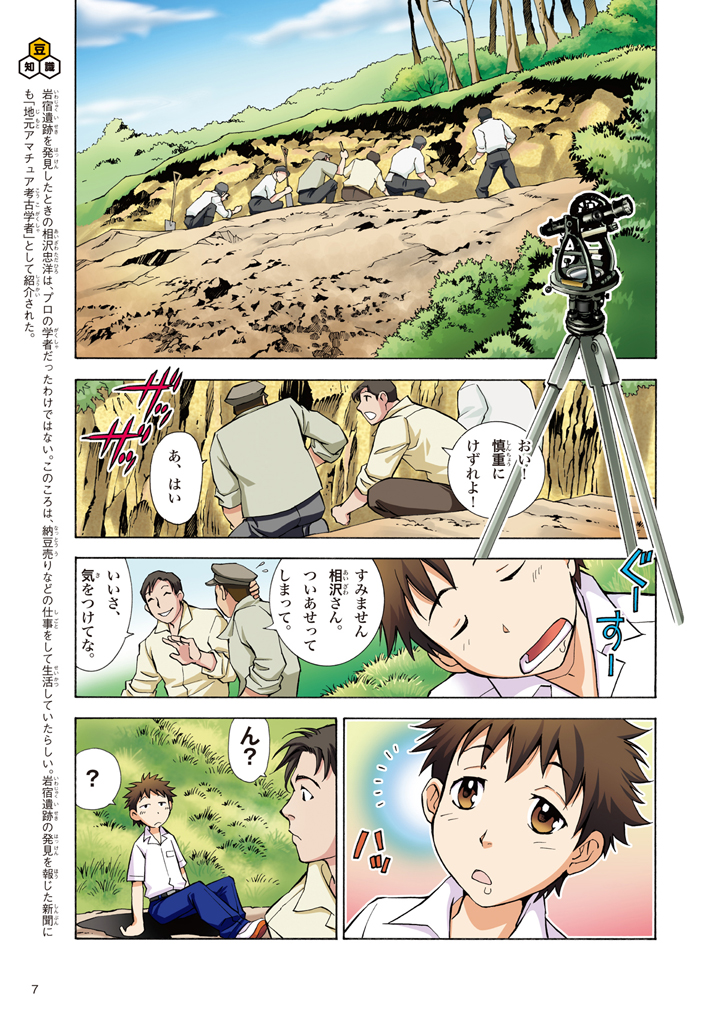 豆
知識
岩宿遺跡を発見したときの相沢忠洋は、プロの学者だったわけではない。このころは、納豆売りなどの仕事をして生活していたらしい。岩宿遺跡の発見を報じた新聞に
も「地元アマチュア考古学者」として紹介された。
おい！
慎重に
けずれよ！
ザザッ
ザザッ
あ、はい
ぐー
すー
すみません
相沢さん。
ついあせって
しまって。
いいさ、
気をつけてな。
ハッ
ん？
？
7